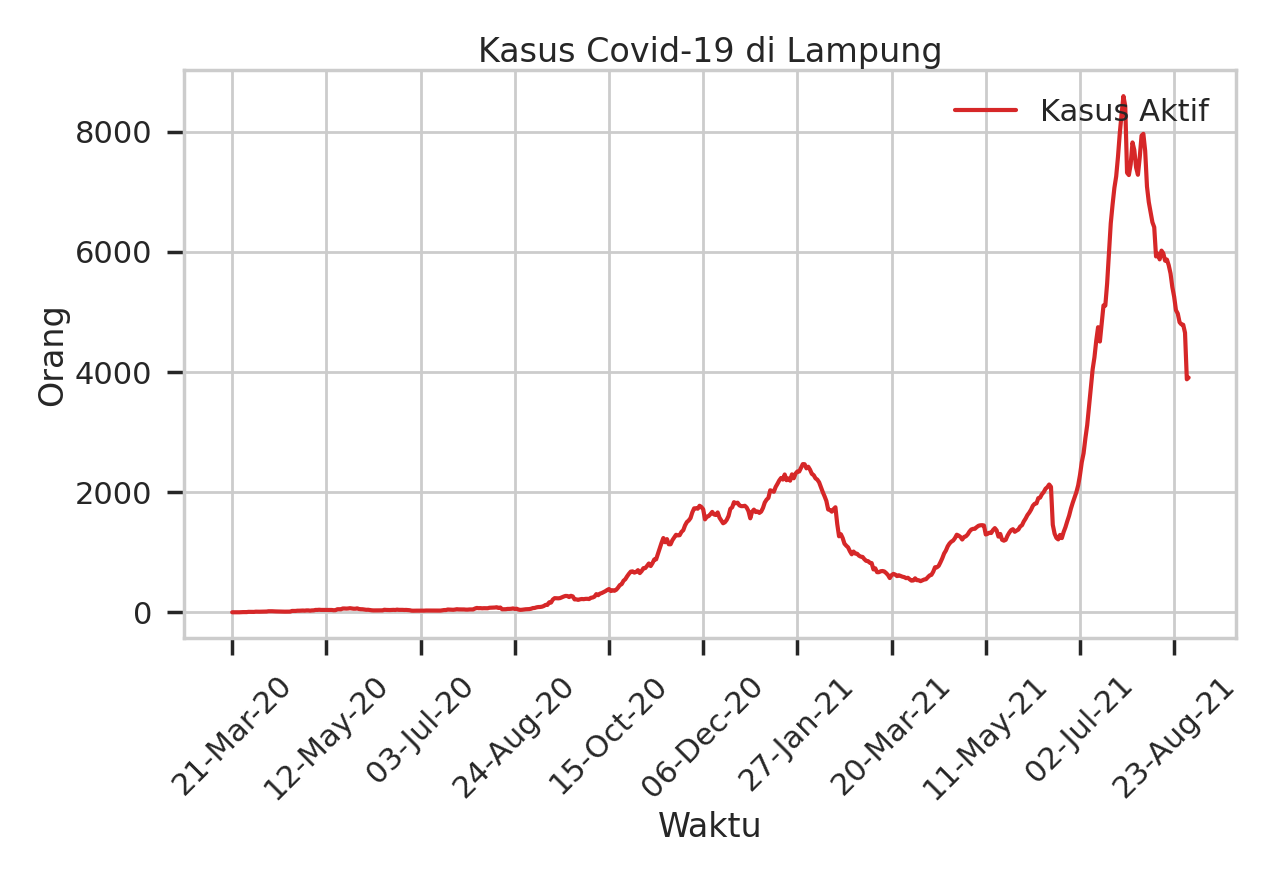 Kasus Covid-19 di Lampung
Kasus Aktif
8000
6000
4000
2000
0
Orang
21-Mar-20
12-May-20
03-Jul-20
24-Aug-20
15-Oct-20
06-Dec-20
27-Jan-21
20-Mar-21
11-May-21
02-Jul-21
23-Aug-21
Waktu